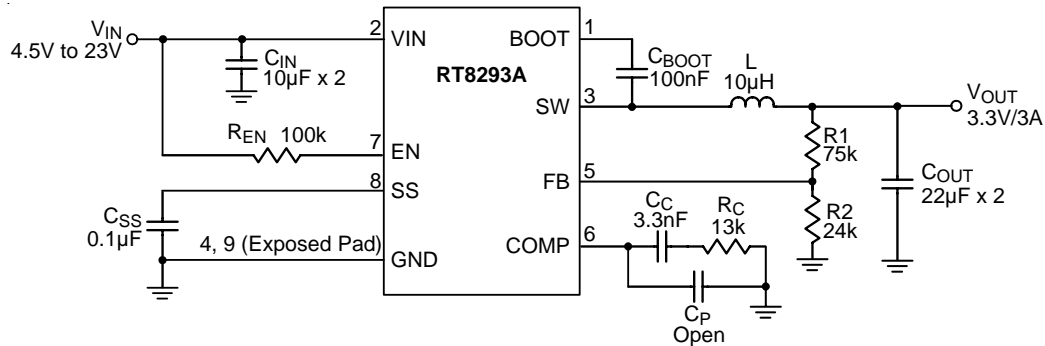 VIN
4.5V to 23V
CIN
10µF x 2
REN 100k
CSS
0.1µF
4, 9 (Exposed Pad)
2
7
8
VIN
EN
SS
GND
RT8293A
BOOT
SW
FB
COMP
1
3
5
6
CBOOT
100nF
L
10µH
VOUT
3.3V/3A
R1
75k
COUT
22µF x 2
R2
24k
CC
3.3nF
RC
13k
CP
Open